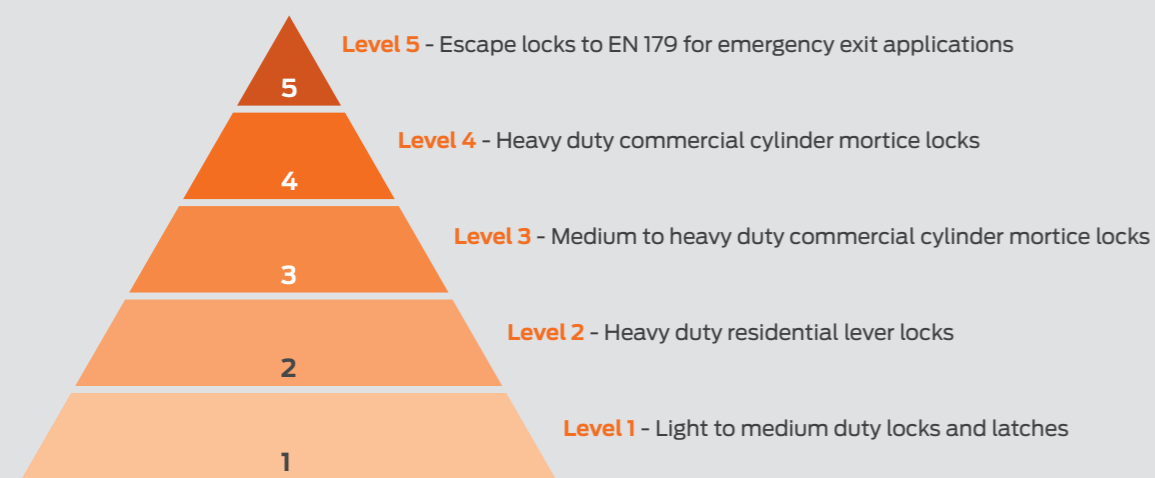 Level 5 - Escape locks to EN 179 for emergency exit applications
5
Level 4 - Heavy duty commercial cylinder mortice locks
4
Level 3 - Medium to heavy duty commercial cylinder mortice locks
3
Level 2 - Heavy duty residential lever locks
2
Level 1 - Light to medium duty locks and latches
1